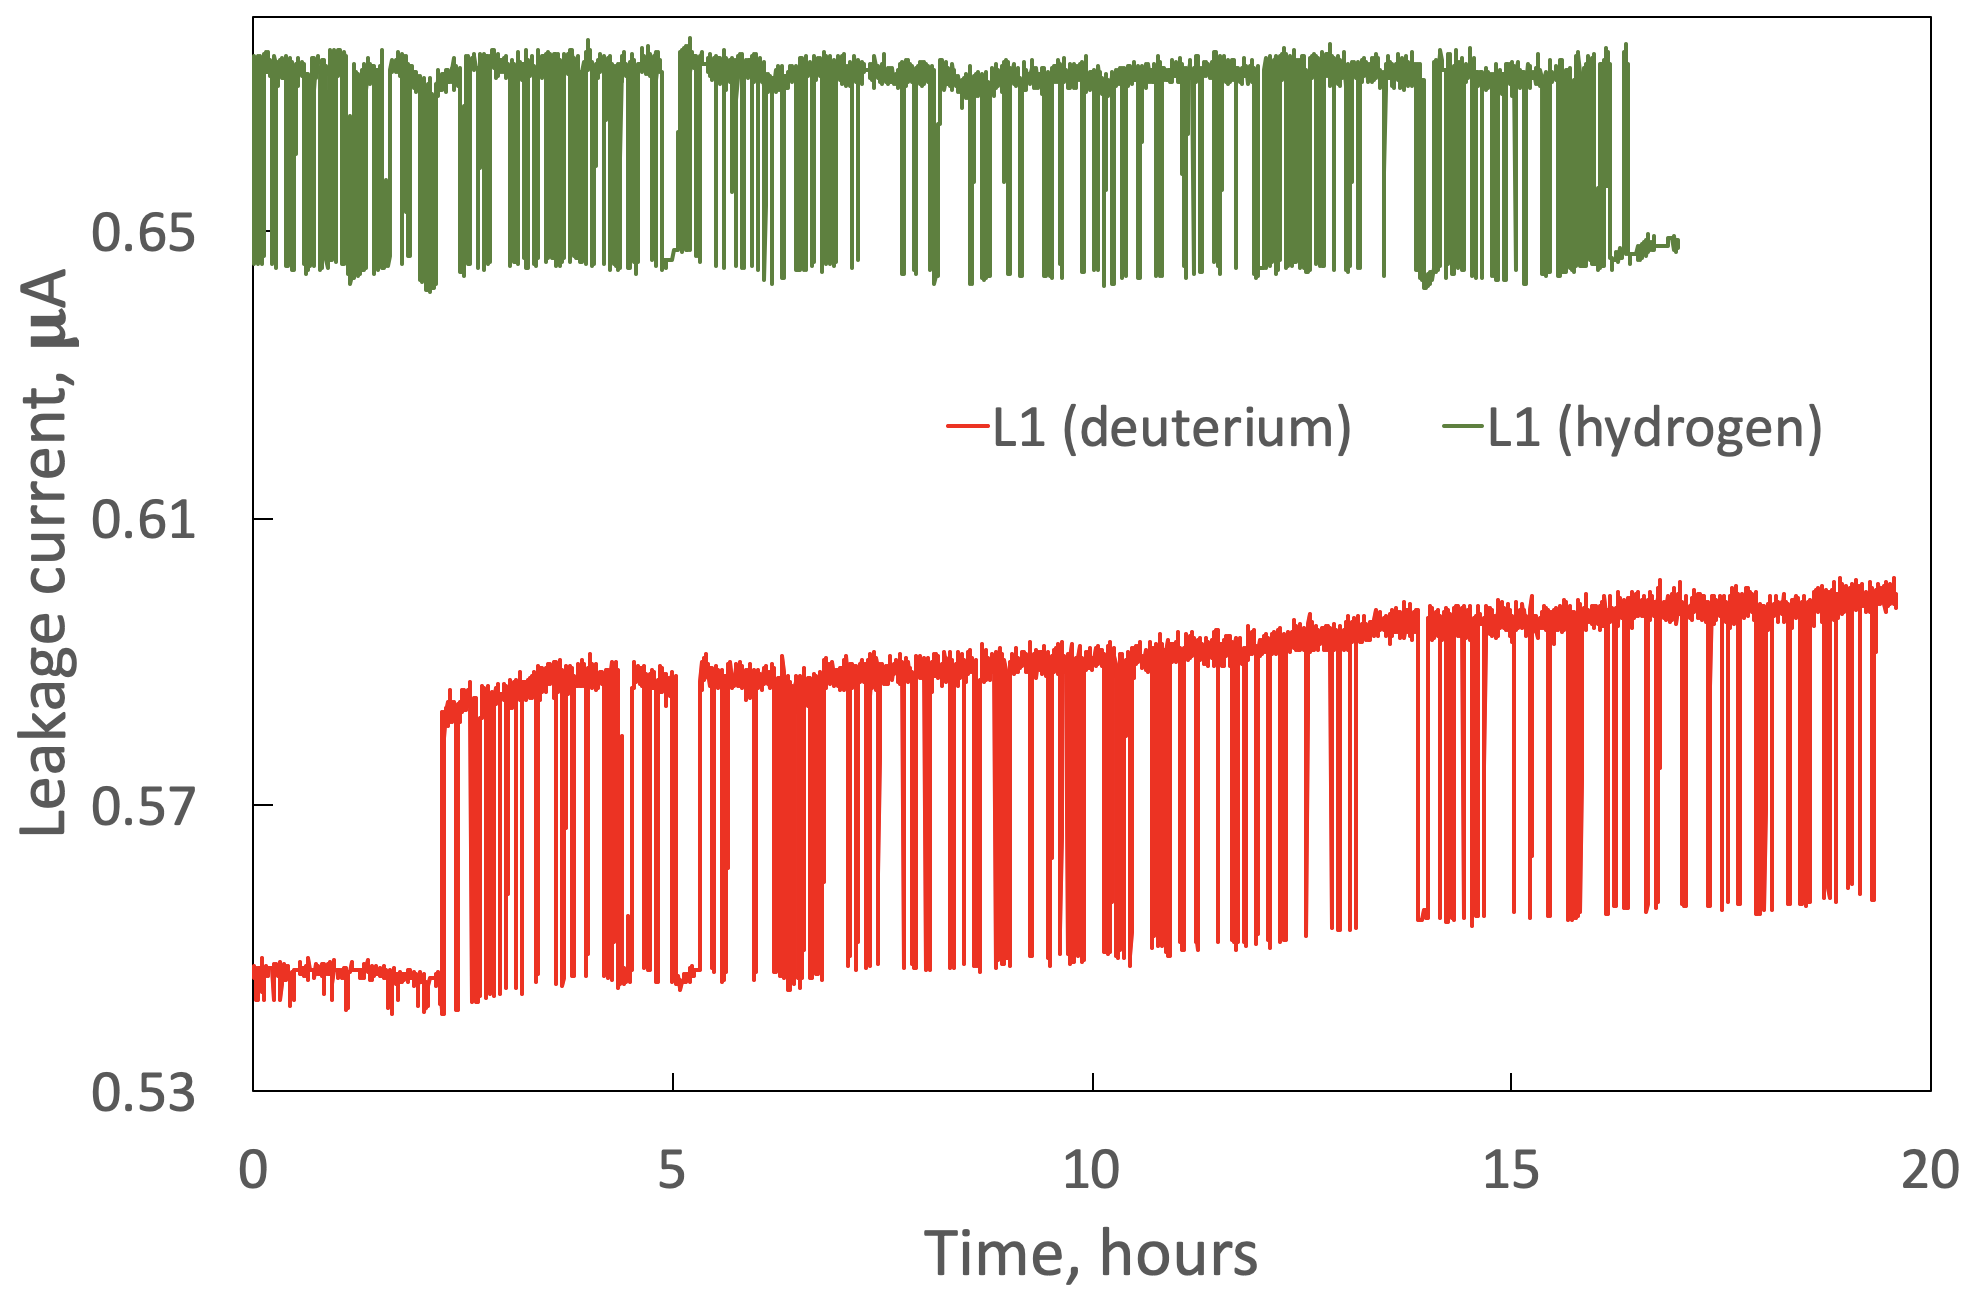 0.65
0.61
0.57
0.53
Leakage current, µA
L1 (deuterium)
L1 (hydrogen)
0
5
10
15
20
Time, hours